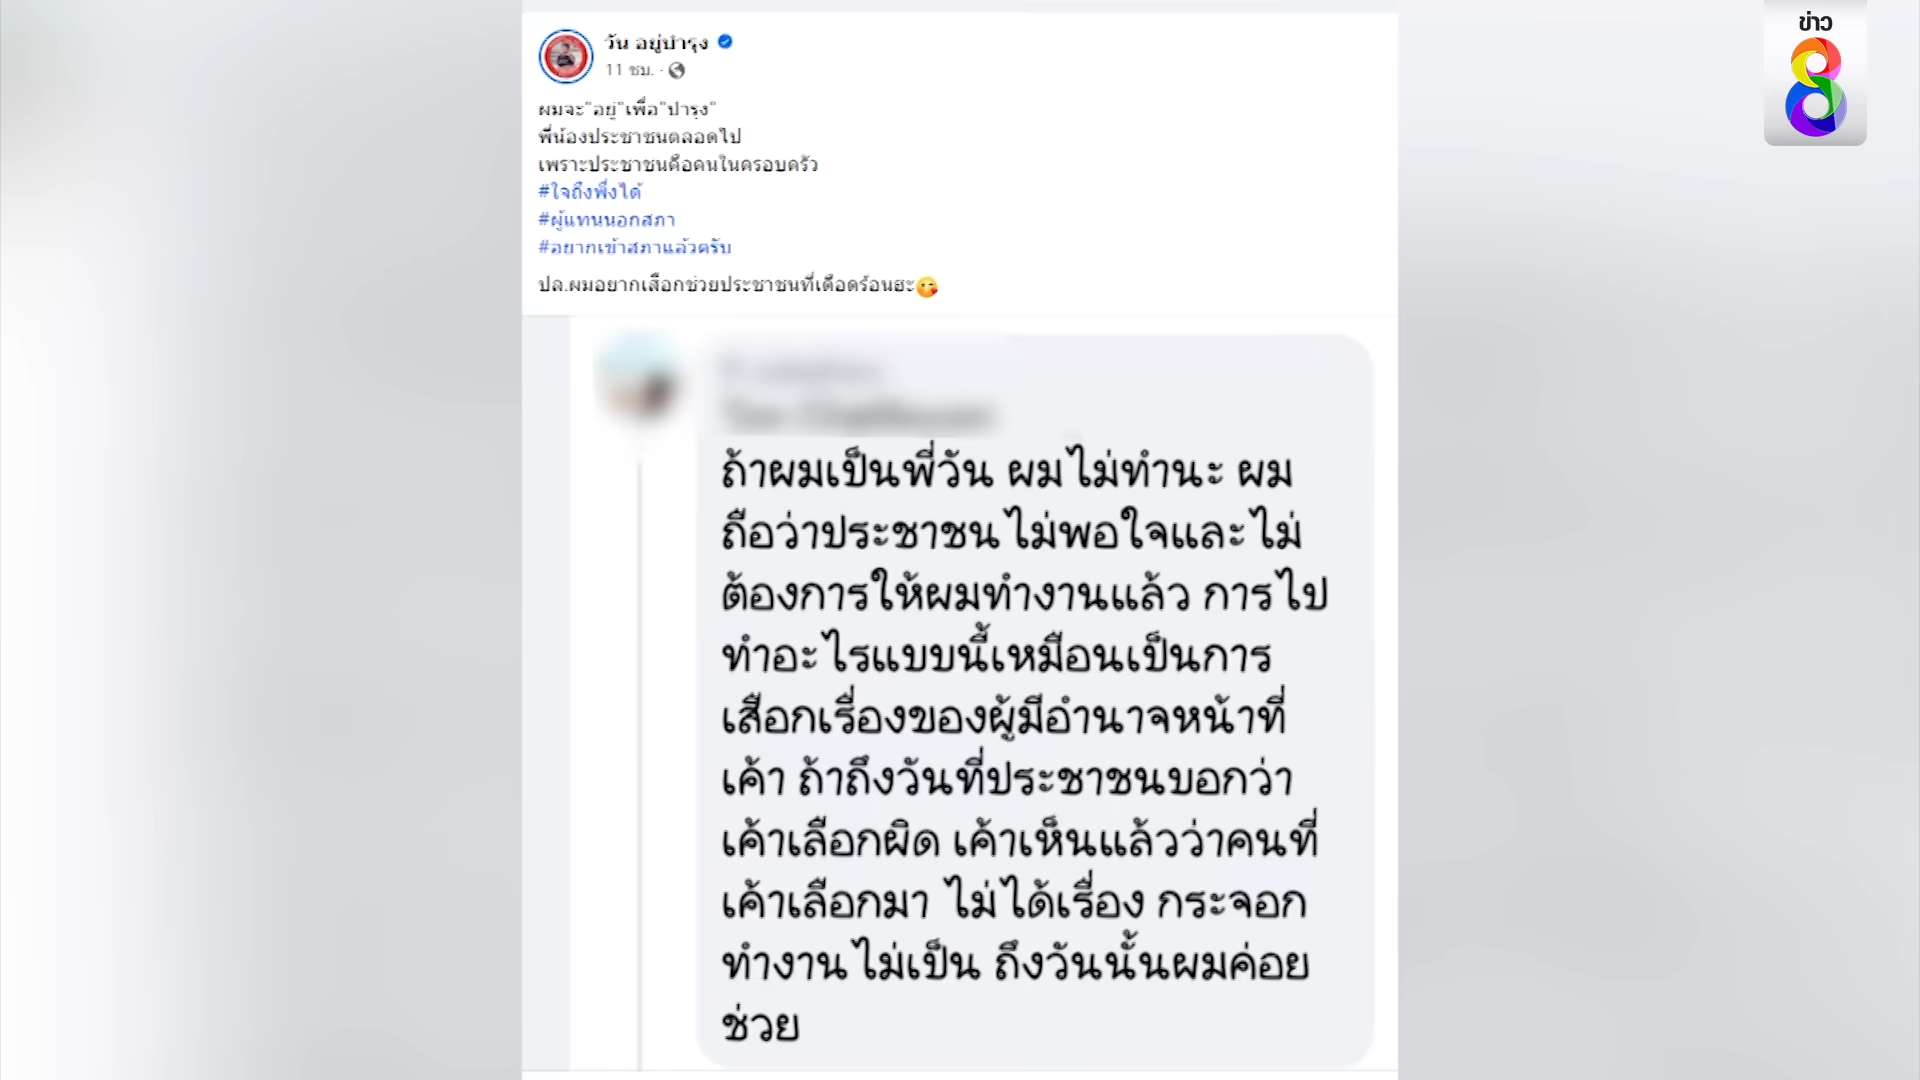 ข่าว
8
วัน อยู่บำรุง
11 ชม. ·
ผมจะ"อยู่"เพื่อ"บำรุง"
พี่น้องประชาชนตลอดไป
เพราะประชาชนคือคนในครอบครัว
#ใจถึงพึ่งได้
#ผู้แทนนอกสภา
#อยากเข้าสภาแล้วครับ
ปล.ผมอยากเสือกช่วยประชาชนที่เดือดร้อนฮะ😋
ถ้าผมเป็นพี่วัน ผมไม่ทำนะ ผม
ถือว่าประชาชนไม่พอใจและไม่
ต้องการให้ผมทำงานแล้ว การไป
ทำอะไรแบบนี้เหมือนเป็นการ
เสือกเรื่องของผู้มีอำนาจหน้าที่
เค้า ถ้าถึงวันที่ประชาชนบอกว่า
เค้าเลือกผิด เค้าเห็นแล้วว่าคนที่
เค้าเลือกมา ไม่ได้เรื่อง กระจอก
ทำงานไม่เป็น ถึงวันนั้นผมค่อย
ช่วย